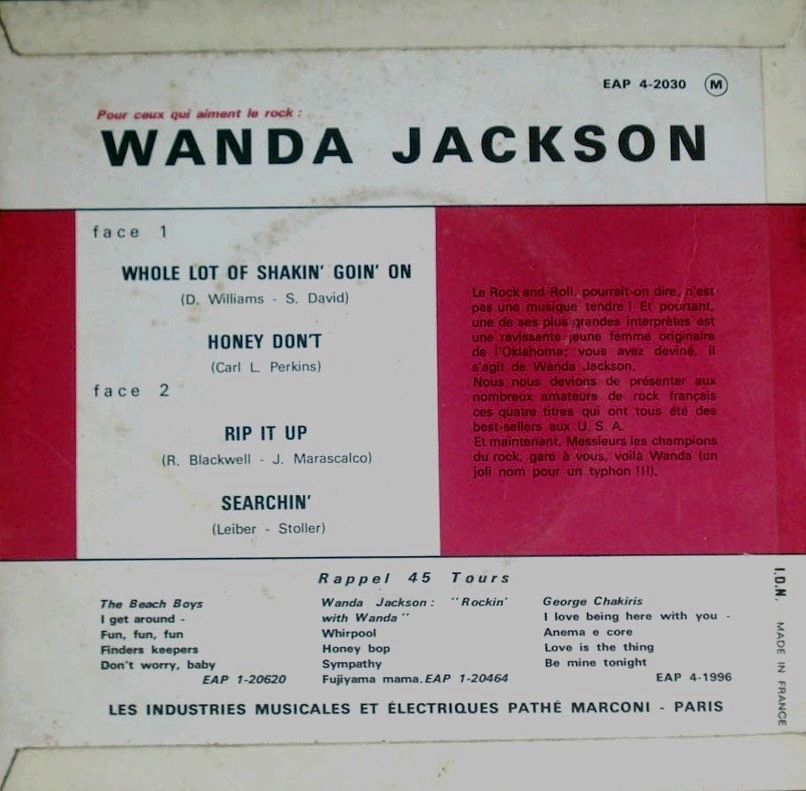 EAP 4-2030 M
Pour ceux qui aiment le rock :
WANDA JACKSON
face 1
WHOLE LOT OF SHAKIN' GOIN' ON
(D. Williams - S. David)
HONEY DON'T
(Carl L. Perkins)
face 2
RIP IT UP
(R. Blackwell - J. Marascalco)
SEARCHIN'
(Leiber - Stoller)
Le Rock and Roll, pourrait-on dire, n'est
pas une musique tendre ! Et pourtant,
une de ses plus grandes interprètes est
une ravissante jeune femme originaire
de l'Oklahoma; vous avez deviné, il
s'agit de Wanda Jackson.
Nous nous devions de présenter aux
nombreux amateurs de rock français
ces quatre titres qui ont tous été des
best-sellers aux U. S. A.
Et maintenant, Messieurs les champions
du rock, gare à vous, voilà Wanda (un
joli nom pour un typhon !!!).
Rappel 45 Tours
The Beach Boys
I get around -
Fun, fun, fun
Finders keepers
Don't worry, baby
EAP 1-20620
Wanda Jackson : "Rockin'
with Wanda"
Whirpool
Honey bop
Sympathy
Fujiyama mama. EAP 1-20464
George Chakiris
I love being here with you -
Anema e core
Love is the thing
Be mine tonight
EAP 4-1996
LES INDUSTRIES MUSICALES ET ÉLECTRIQUES PATHÉ MARCONI - PARIS
I.D.N. MADE IN FRANCE